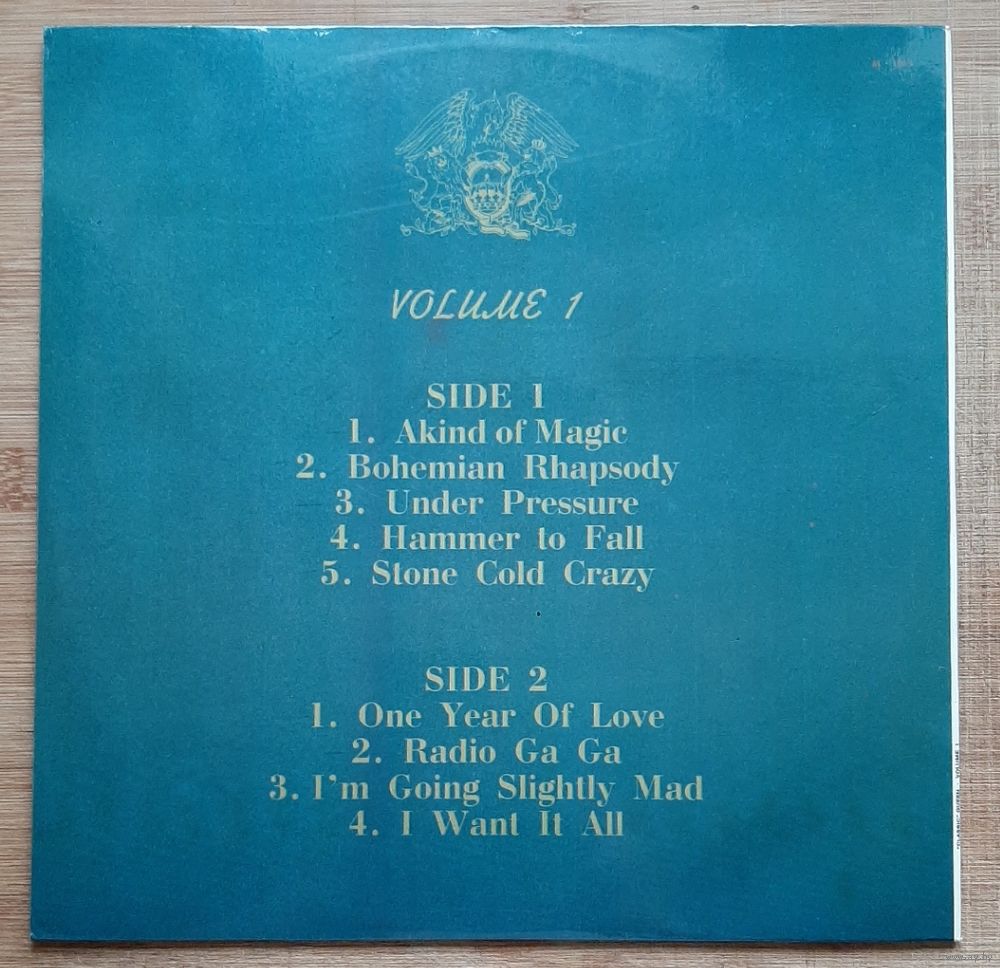 VOLUME 1
SIDE 1
1. Akind of Magic
2. Bohemian Rhapsody
3. Under Pressure
4. Hammer to Fall
5. Stone Cold Crazy
SIDE 2
1. One Year Of Love
2. Radio Ga Ga
3. I'm Going Slightly Mad
4. I Want It All
VOLUME 1